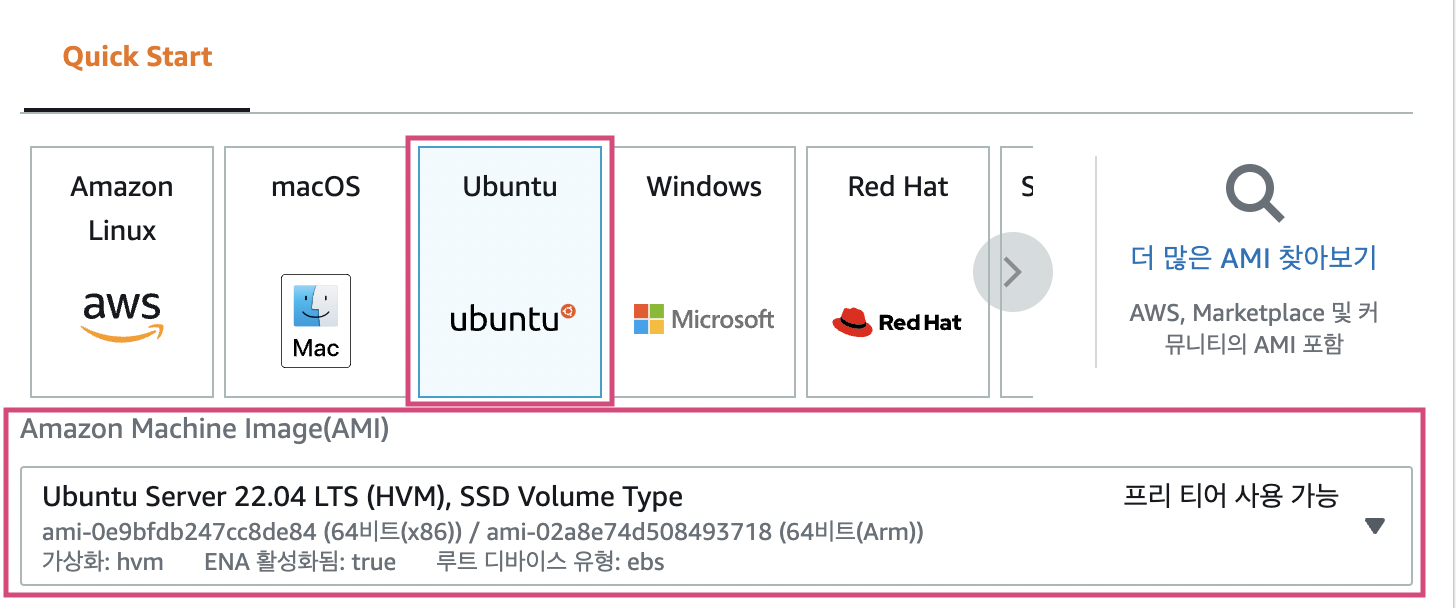 Quick Start
Amazon
Linux
aws
macOS
Mac
Ubuntu
ubuntu
Windows
Microsoft
Red Hat
Red Hat
S
더 많은 AMI 찾아보기
AWS, Marketplace 및 커
뮤니티의 AMI 포함
Amazon Machine Image(AMI)
Ubuntu Server 22.04 LTS (HVM), SSD Volume Type
프리 티어 사용 가능
ami-0e9bfdb247cc8de84 (64비트(x86)) / ami-02a8e74d508493718 (64비트(Arm))
가상화: hvm ENA 활성화됨: true 루트 디바이스 유형: ebs